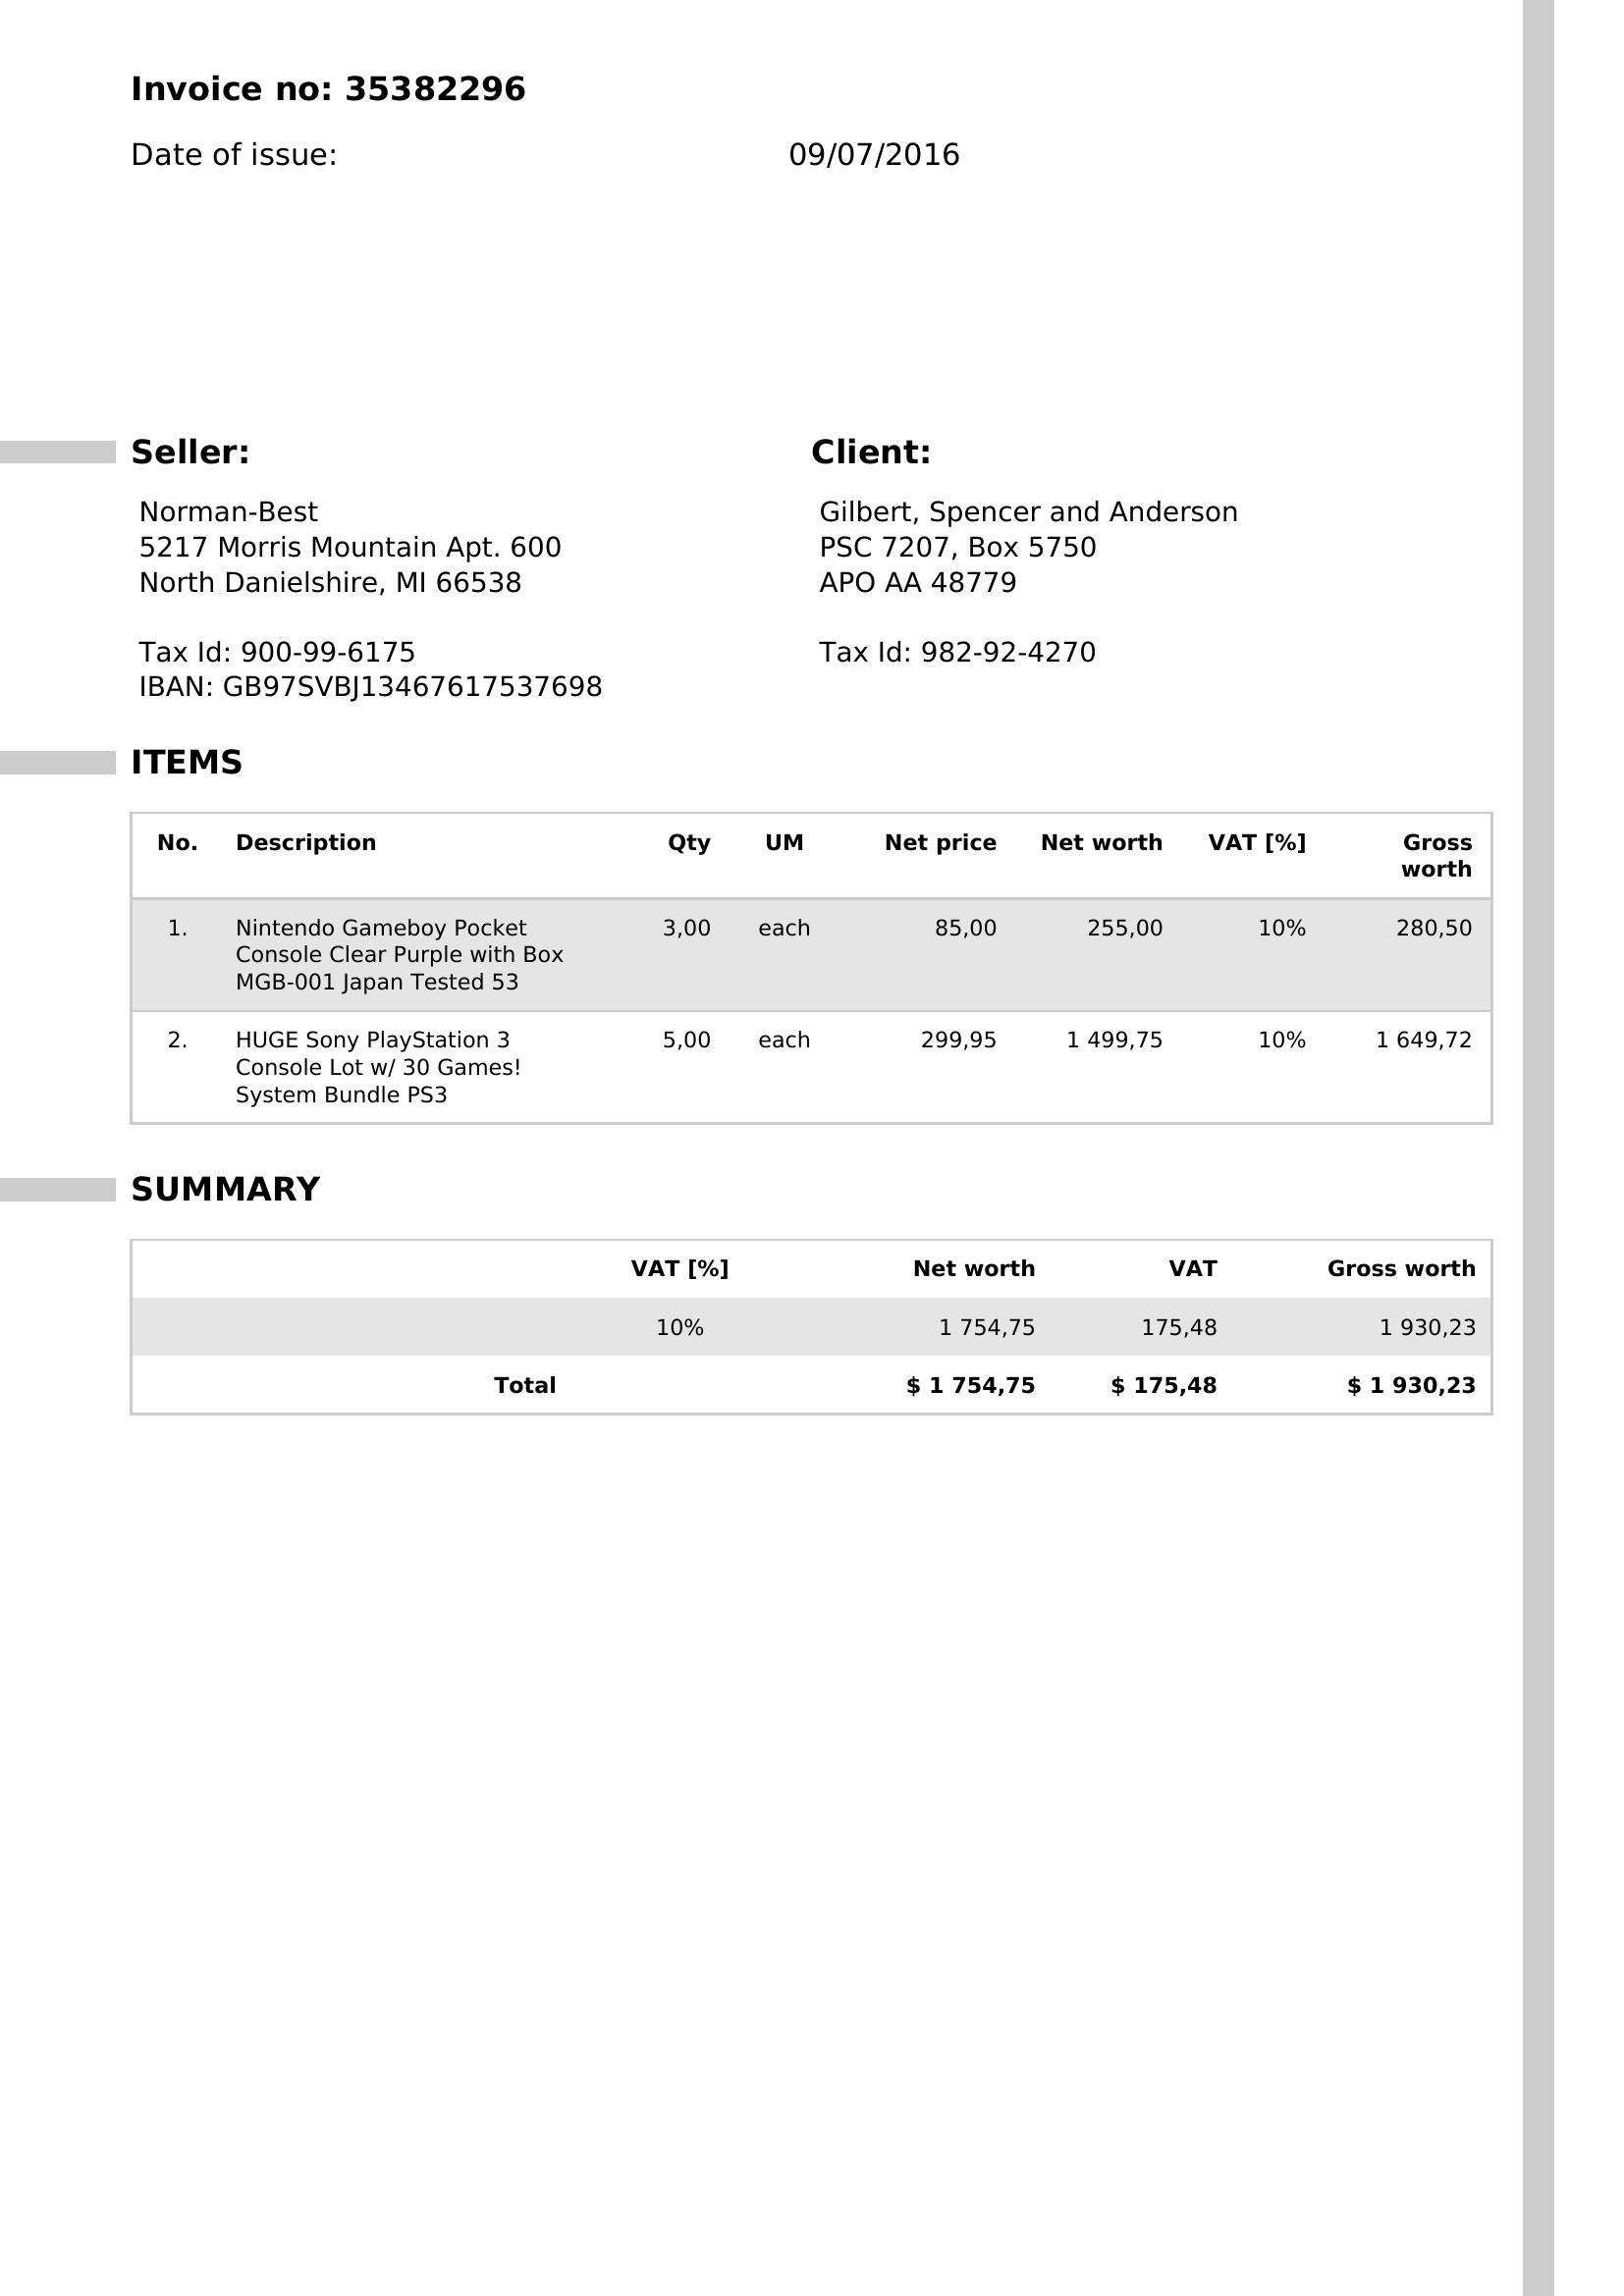 Invoice no: 35382296
Date of issue: 09/07/2016
Seller:
Norman-Best
5217 Morris Mountain Apt. 600
North Danielshire, MI 66538
Tax Id: 900-99-6175
IBAN: GB97SVBJ13467617537698
Client:
Gilbert, Spencer and Anderson
PSC 7207, Box 5750
APO AA 48779
Tax Id: 982-92-4270
ITEMS
No. Description Qty UM Net price Net worth VAT [%] Gross
worth
1. Nintendo Gameboy Pocket 3,00 each 85,00 255,00 10% 280,50
Console Clear Purple with Box
MGB-001 Japan Tested 53
2. HUGE Sony PlayStation 3 5,00 each 299,95 1 499,75 10% 1 649,72
Console Lot w/ 30 Games!
System Bundle PS3
SUMMARY
VAT [%] Net worth VAT Gross worth
10% 1 754,75 175,48 1 930,23
Total $ 1 754,75 $ 175,48 $ 1 930,23